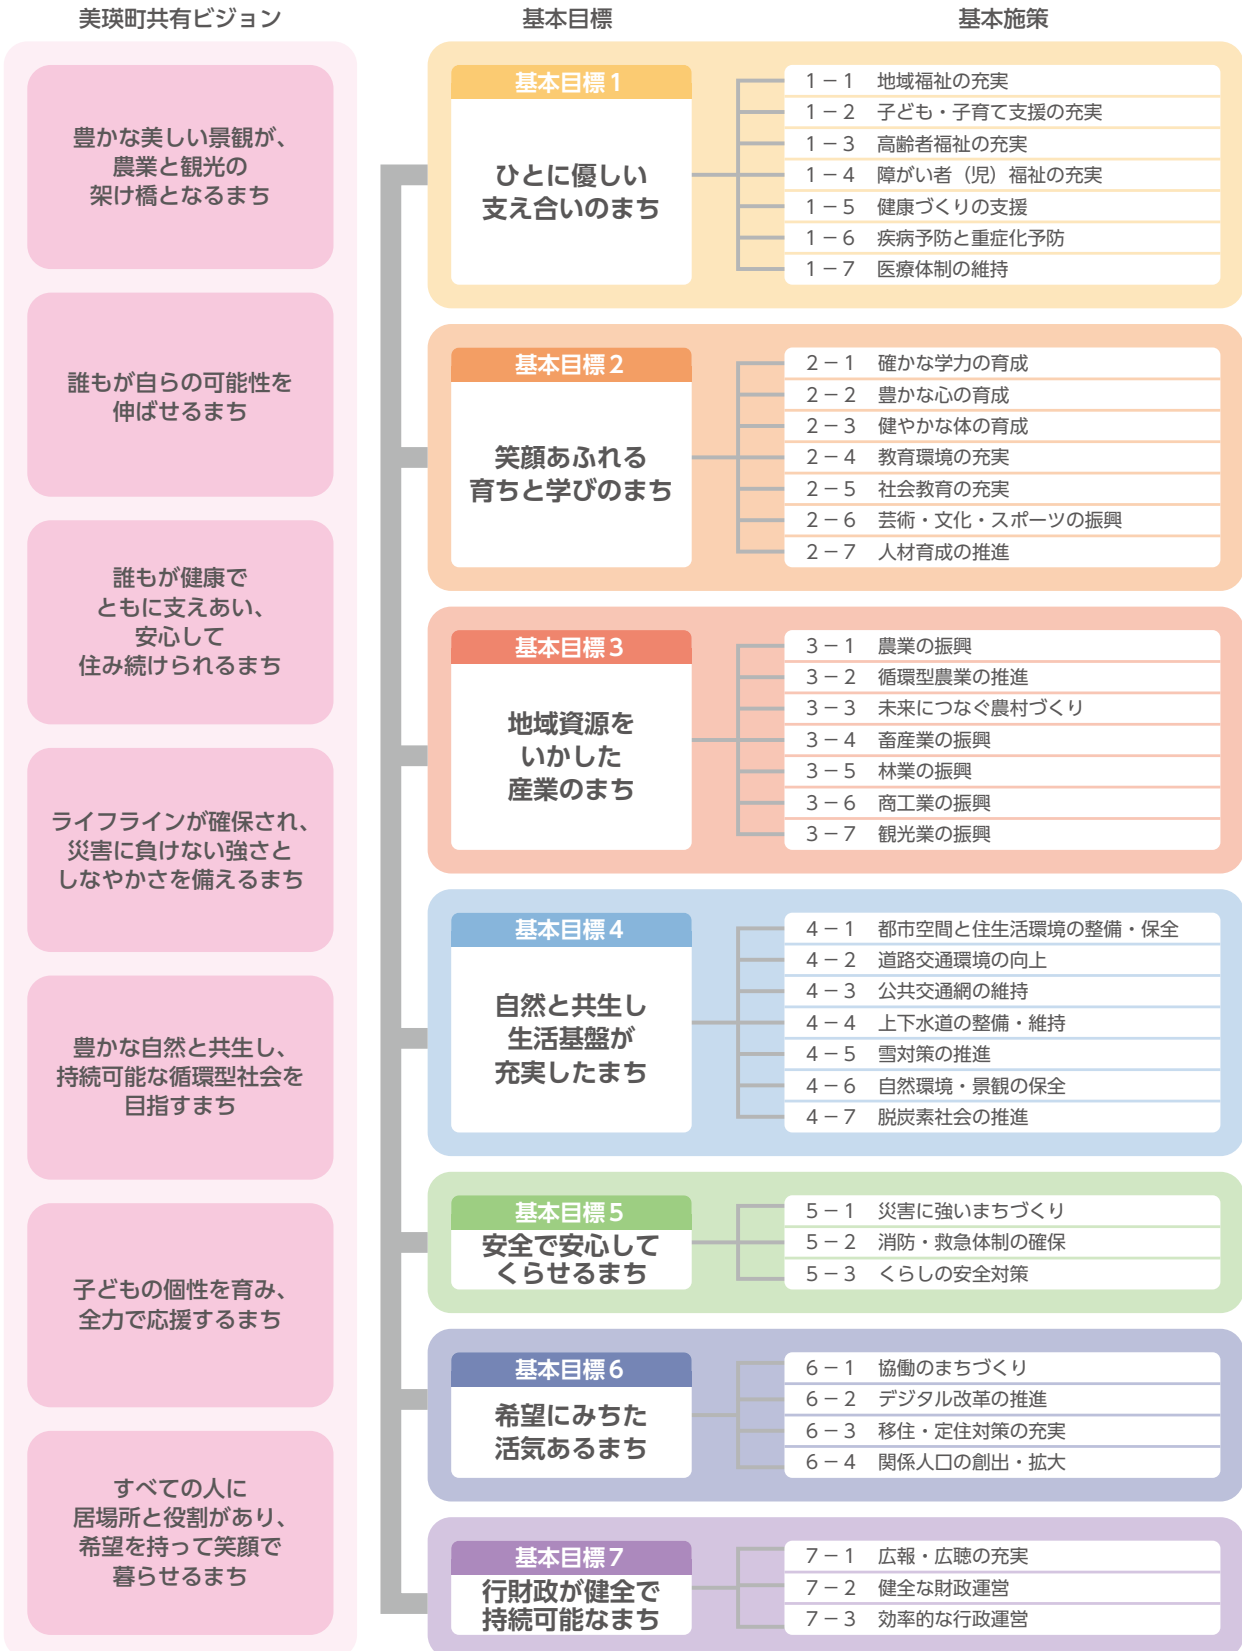 美瑛町共有ビジョン
基本目標
基本施策
豊かな美しい景観が、
農業と観光の
架け橋となるまち
誰もが自らの可能性を
伸ばせるまち
誰もが健康で
ともに支えあい、
安心して
住み続けられるまち
ライフラインが確保され、
災害に負けない強さと
しなやかさを備えるまち
豊かな自然と共生し、
持続可能な循環型社会を
目指すまち
子どもの個性を育み、
全力で応援するまち
すべての人に
居場所と役割があり、
希望を持って笑顔で
暮らせるまち
基本目標1
ひとに優しい
支え合いのまち
1－1 地域福祉の充実
1－2 子ども・子育て支援の充実
1－3 高齢者福祉の充実
1－4 障がい者（児）福祉の充実
1－5 健康づくりの支援
1－6 疾病予防と重症化予防
1－7 医療体制の維持
基本目標2
笑顔あふれる
育ちと学びのまち
2－1 確かな学力の育成
2－2 豊かな心の育成
2－3 健やかな体の育成
2－4 教育環境の充実
2－5 社会教育の充実
2－6 芸術・文化・スポーツの振興
2－7 人材育成の推進
基本目標3
地域資源を
いかした
産業のまち
3－1 農業の振興
3－2 循環型農業の推進
3－3 未来につなぐ農村づくり
3－4 畜産業の振興
3－5 林業の振興
3－6 商工業の振興
3－7 観光業の振興
基本目標4
自然と共生し
生活基盤が
充実したまち
4－1 都市空間と住生活環境の整備・保全
4－2 道路交通環境の向上
4－3 公共交通網の維持
4－4 上下水道の整備・維持
4－5 雪対策の推進
4－6 自然環境・景観の保全
4－7 脱炭素社会の推進
基本目標5
安全で安心して
くらせるまち
5－1 災害に強いまちづくり
5－2 消防・救急体制の確保
5－3 くらしの安全対策
基本目標6
希望にみちた
活気あるまち
6－1 協働のまちづくり
6－2 デジタル改革の推進
6－3 移住・定住対策の充実
6－4 関係人口の創出・拡大
基本目標7
行財政が健全で
持続可能なまち
7－1 広報・広聴の充実
7－2 健全な財政運営
7－3 効率的な行政運営